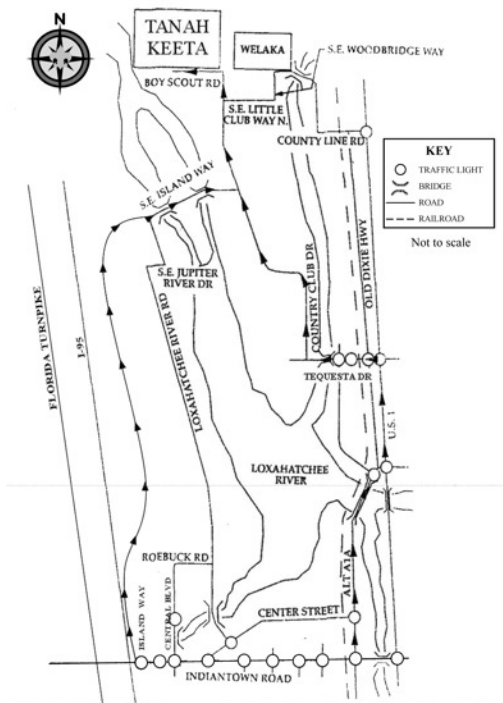 N
TANAH
KEETA
WELAKA
S.E. WOODBRIDGE WAY
BOY SCOUT RD
S.E. LITTLE
CLUB WAY N.
COUNTY LINE RD
KEY
TRAFFIC LIGHT
BRIDGE
ROAD
RAILROAD
Not to scale
S.E. ISLAND WAY
S.E. JUPITER
RIVER DR
COUNTRY CLUB DR
OLD DIXIE HWY
FLORIDA TURNPIKE
I-95
LOXAHATCHEE RIVER RD
TEQUESTA DR
U.S. 1
LOXAHATCHEE
RIVER
ROEBUCK RD
ALT A1A
ISLAND WAY
CENTRAL BLVD
CENTER STREET
INDIANTOWN ROAD